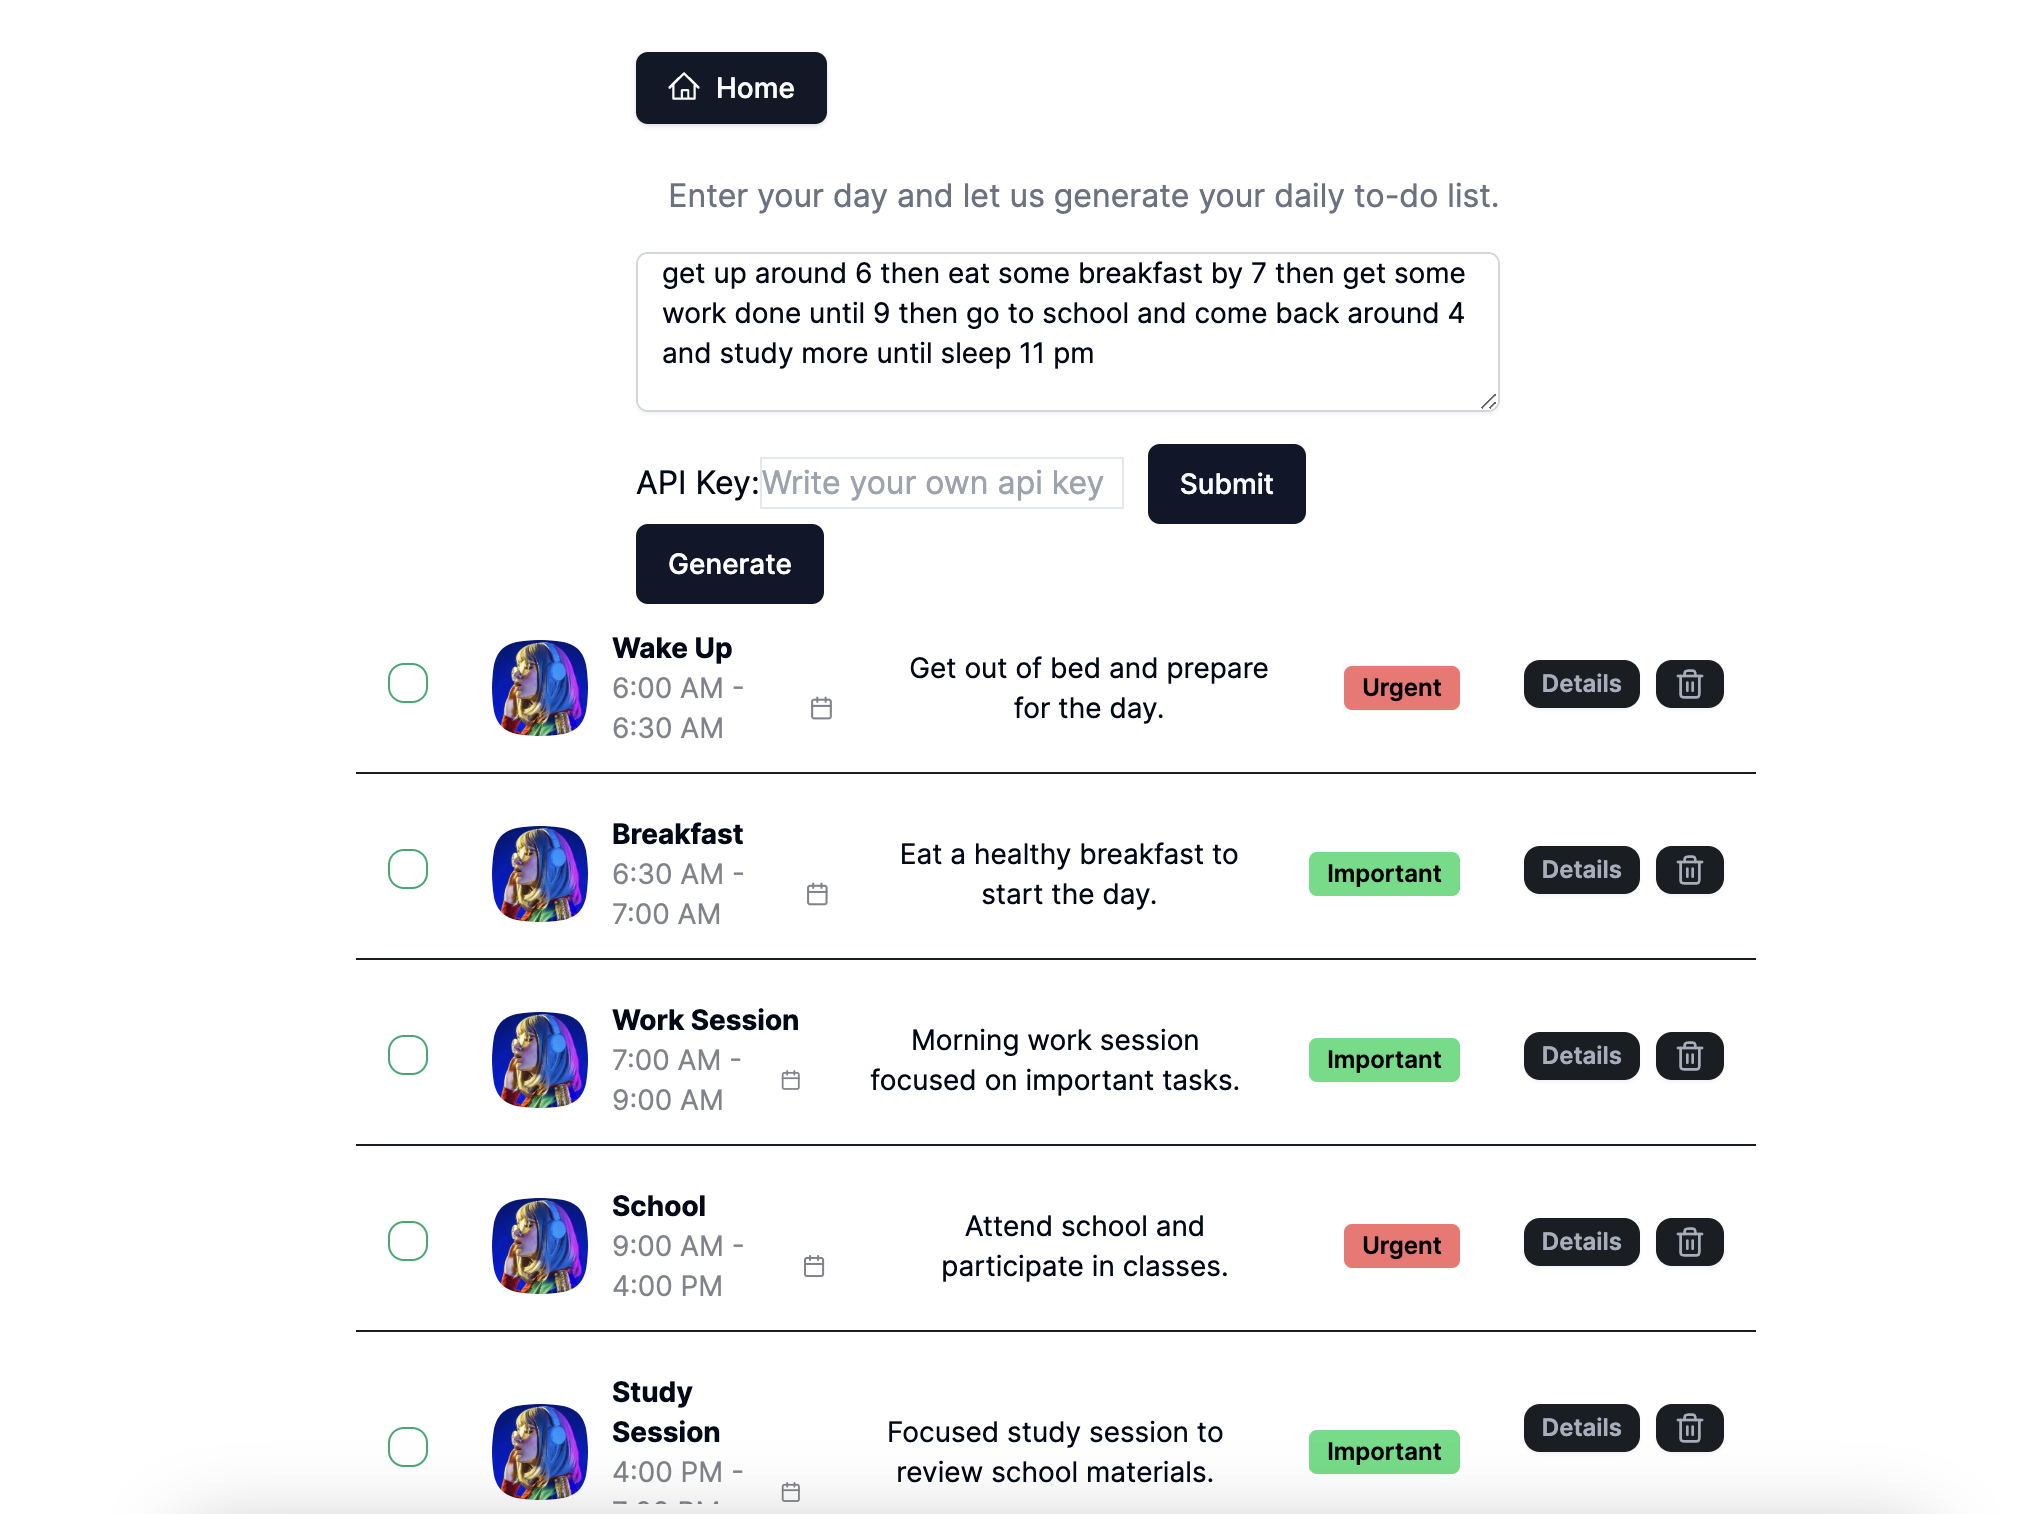 Home
Enter your day and let us generate your daily to-do list.
get up around 6 then eat some breakfast by 7 then get some
work done until 9 then go to school and come back around 4
and study more until sleep 11 pm
API Key: Write your own api key Submit
Generate
Wake Up
6:00 AM -
6:30 AM
Get out of bed and prepare
for the day.
Urgent
Details
Breakfast
6:30 AM -
7:00 AM
Eat a healthy breakfast to
start the day.
Important
Details
Work Session
7:00 AM -
9:00 AM
Morning work session
focused on important tasks.
Important
Details
School
9:00 AM -
4:00 PM
Attend school and
participate in classes.
Urgent
Details
Study
Session
4:00 PM -
Focused study session to
review school materials.
Important
Details